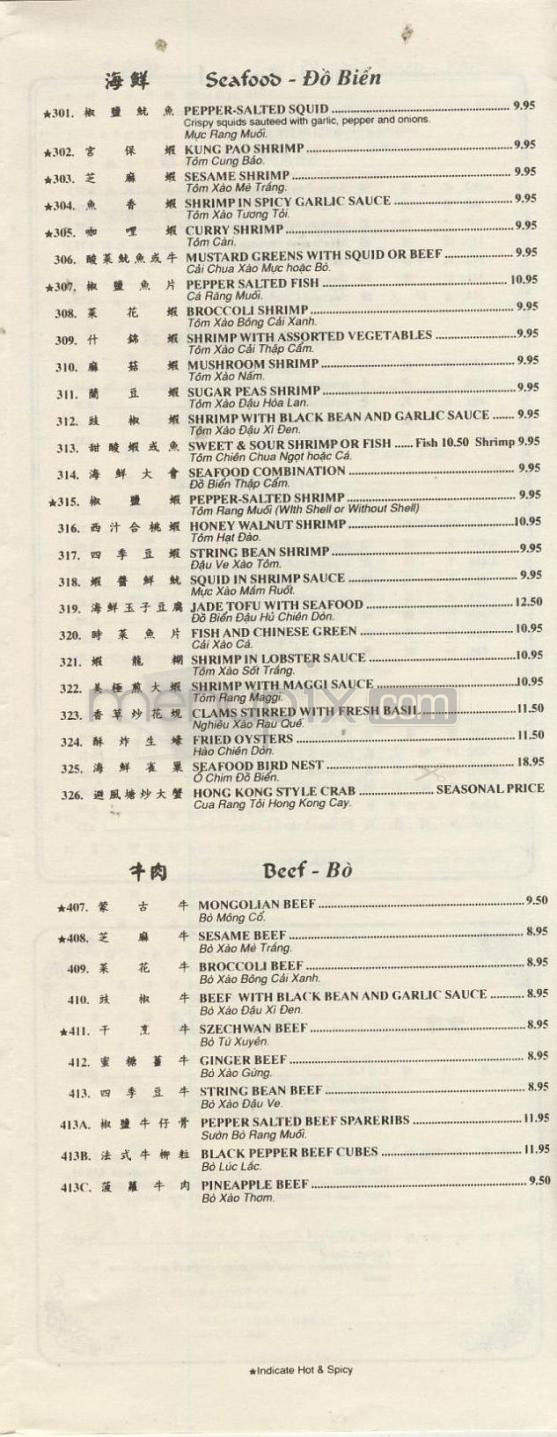 海鮮 Seafood - Đồ Biển
★301. 椒鹽魷魚 PEPPER-SALTED SQUID 9.95
Crispy squids sauteed with garlic, pepper and onions.
Mực Rang Muối.
★302. 宮保蝦 KUNG PAO SHRIMP 9.95
Tôm Cung Bảo.
★303. 芝麻蝦 SESAME SHRIMP 9.95
Tôm Xào Mè Trắng.
★304. 魚香蝦 SHRIMP IN SPICY GARLIC SAUCE 9.95
Tôm Xào Tương Tỏi.
★305. 咖哩蝦 CURRY SHRIMP 9.95
Tôm Càri.
306. 酸菜魷魚或牛 MUSTARD GREENS WITH SQUID OR BEEF 9.95
Cải Chua Xào Mực hoặc Bò.
★307. 椒鹽魚片 PEPPER SALTED FISH 10.95
Cá Rang Muối.
308. 菜花蝦 BROCCOLI SHRIMP 9.95
Tôm Xào Bông Cải Xanh.
309. 什錦蝦 SHRIMP WITH ASSORTED VEGETABLES 9.95
Tôm Xào Cải Thập Cẩm.
310. 麻菇蝦 MUSHROOM SHRIMP 9.95
Tôm Xào Nấm.
311. 蘭豆蝦 SUGAR PEAS SHRIMP 9.95
Tôm Xào Đậu Hòa Lan.
312. 豉椒蝦 SHRIMP WITH BLACK BEAN AND GARLIC SAUCE 9.95
Tôm Xào Đậu Xì Đen.
313. 甜酸蝦或魚 SWEET & SOUR SHRIMP OR FISH Fish 10.50 Shrimp 9.95
Tôm Chiên Chua Ngọt hoặc Cá.
314. 海鮮大會 SEAFOOD COMBINATION 9.95
Đồ Biển Thập Cẩm.
★315. 椒鹽蝦 PEPPER-SALTED SHRIMP 9.95
Tôm Rang Muối (With Shell or Without Shell)
316. 西汁合桃蝦 HONEY WALNUT SHRIMP 10.95
Tôm Hạt Đào.
317. 四季豆蝦 STRING BEAN SHRIMP 9.95
Đậu Ve Xào Tôm.
318. 蝦醬鮮魷 SQUID IN SHRIMP SAUCE 9.95
Mực Xào Mắm Ruốt.
319. 海鮮玉子豆腐 JADE TOFU WITH SEAFOOD 12.50
Đồ Biển Đậu Hủ Chiên Dòn.
320. 時菜魚片 FISH AND CHINESE GREEN 10.95
Cải Xào Cá.
321. 蝦龍糊 SHRIMP IN LOBSTER SAUCE 10.95
Tôm Xào Sốt Trắng.
322. 美極煎大蝦 SHRIMP WITH MAGGI SAUCE 10.95
Tôm Rang Maggi.
323. 香草炒花蜆 CLAMS STIRRED WITH FRESH BASIL 11.50
Nghiêu Xào Rau Quế.
324. 酥炸生蠔 FRIED OYSTERS 11.50
Hào Chiên Dòn.
325. 海鮮雀巢 SEAFOOD BIRD NEST 18.95
Ổ Chim Đồ Biển.
326. 避風塘炒大蟹 HONG KONG STYLE CRAB SEASONAL PRICE
Cua Rang Tỏi Hong Kong Cay.
牛肉 Beef - Bò
★407. 蒙古牛 MONGOLIAN BEEF 9.50
Bò Mông Cổ.
★408. 芝麻牛 SESAME BEEF 8.95
Bò Xào Mè Trắng.
409. 菜花牛 BROCCOLI BEEF 8.95
Bò Xào Bông Cải Xanh.
410. 豉椒牛 BEEF WITH BLACK BEAN AND GARLIC SAUCE 8.95
Bò Xào Đậu Xì Đen.
★411. 干烹牛 SZECHWAN BEEF 8.95
Bò Tứ Xuyên.
412. 蜜糖薑牛 GINGER BEEF 8.95
Bò Xào Gừng.
413. 四季豆牛 STRING BEAN BEEF 8.95
Bò Xào Đậu Ve.
413A. 椒鹽牛仔骨 PEPPER SALTED BEEF SPARERIBS 11.95
Sườn Bò Rang Muối.
413B. 法式牛柳粒 BLACK PEPPER BEEF CUBES 11.95
Bò Lúc Lắc.
413C. 菠蘿牛肉 PINEAPPLE BEEF 9.50
Bò Xào Thơm.
★Indicate Hot & Spicy